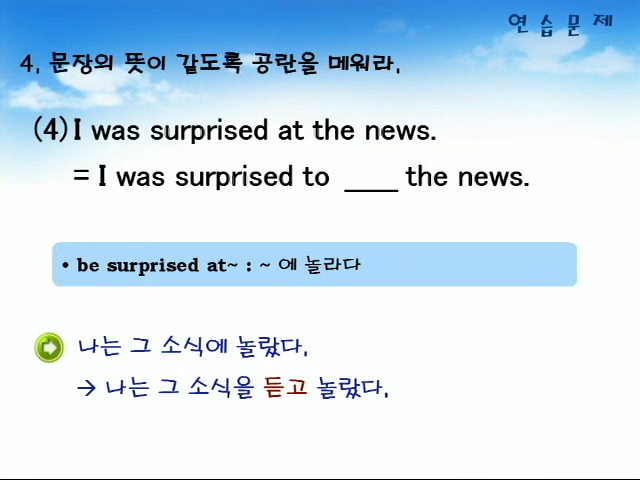 연습문제
4. 문장의 뜻이 같도록 공란을 메워라.
(4) I was surprised at the news.
= I was surprised to ____ the news.
• be surprised at~ : ~ 에 놀라다
나는 그 소식에 놀랐다.
→ 나는 그 소식을 듣고 놀랐다.